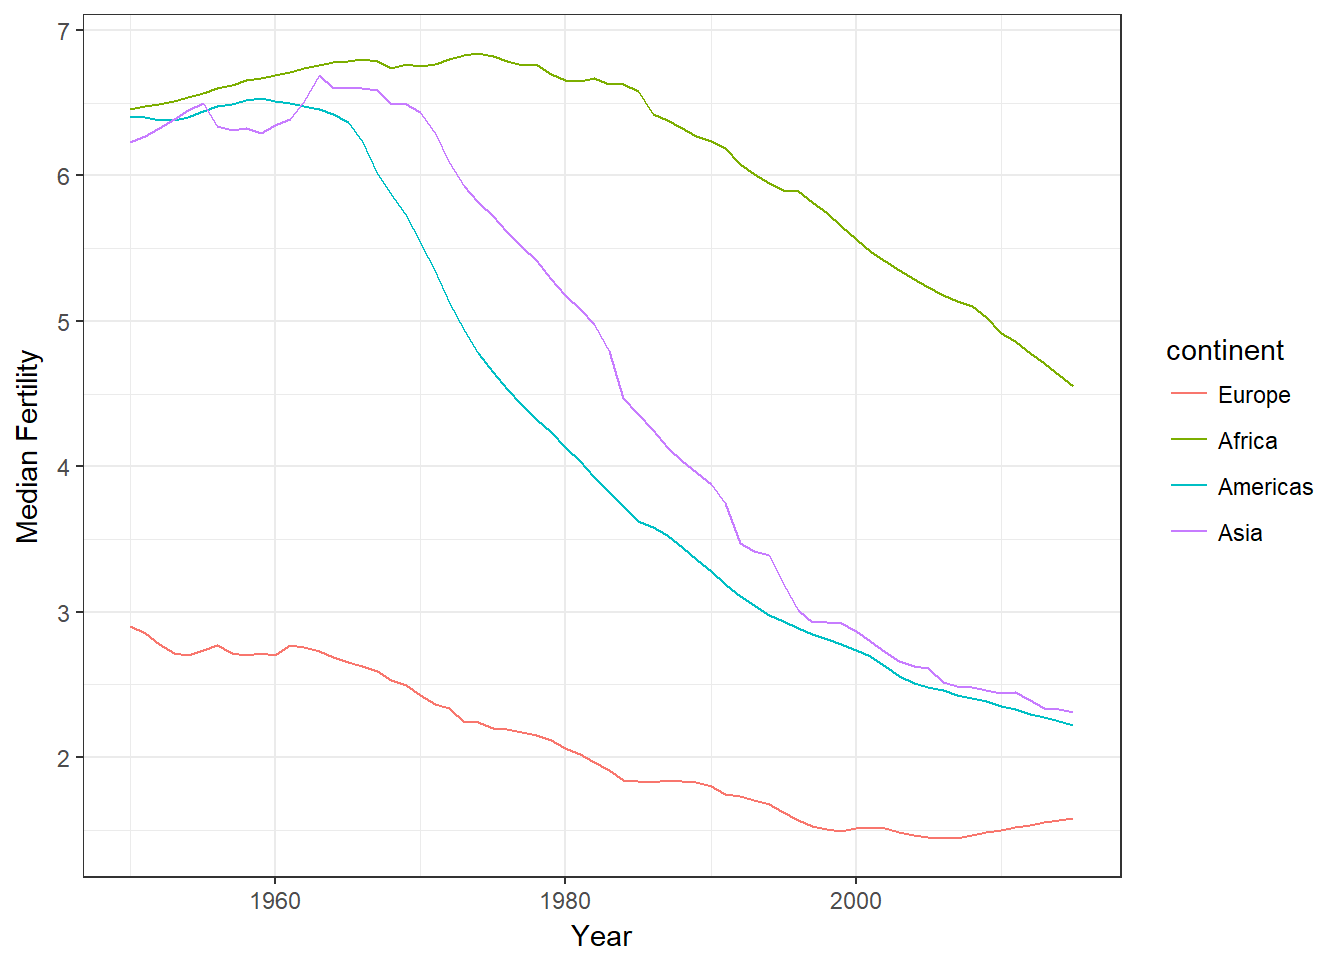 7
6
5
4
3
2
Median Fertility
1960 1980 2000
Year
continent
Europe
Africa
Americas
Asia